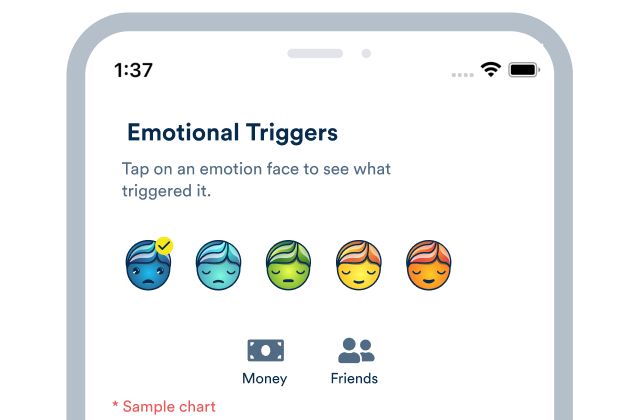 1:37
Emotional Triggers
Tap on an emotion face to see what
triggered it.
Money Friends
* Sample chart